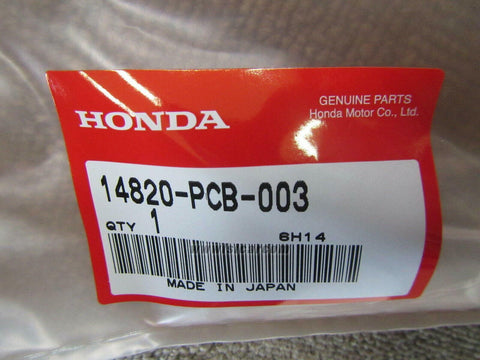 HONDA
GENUINE PARTS
Honda Motor Co., Ltd.
14820-PCB-003
QTY 1
6H14
MADE IN JAPAN